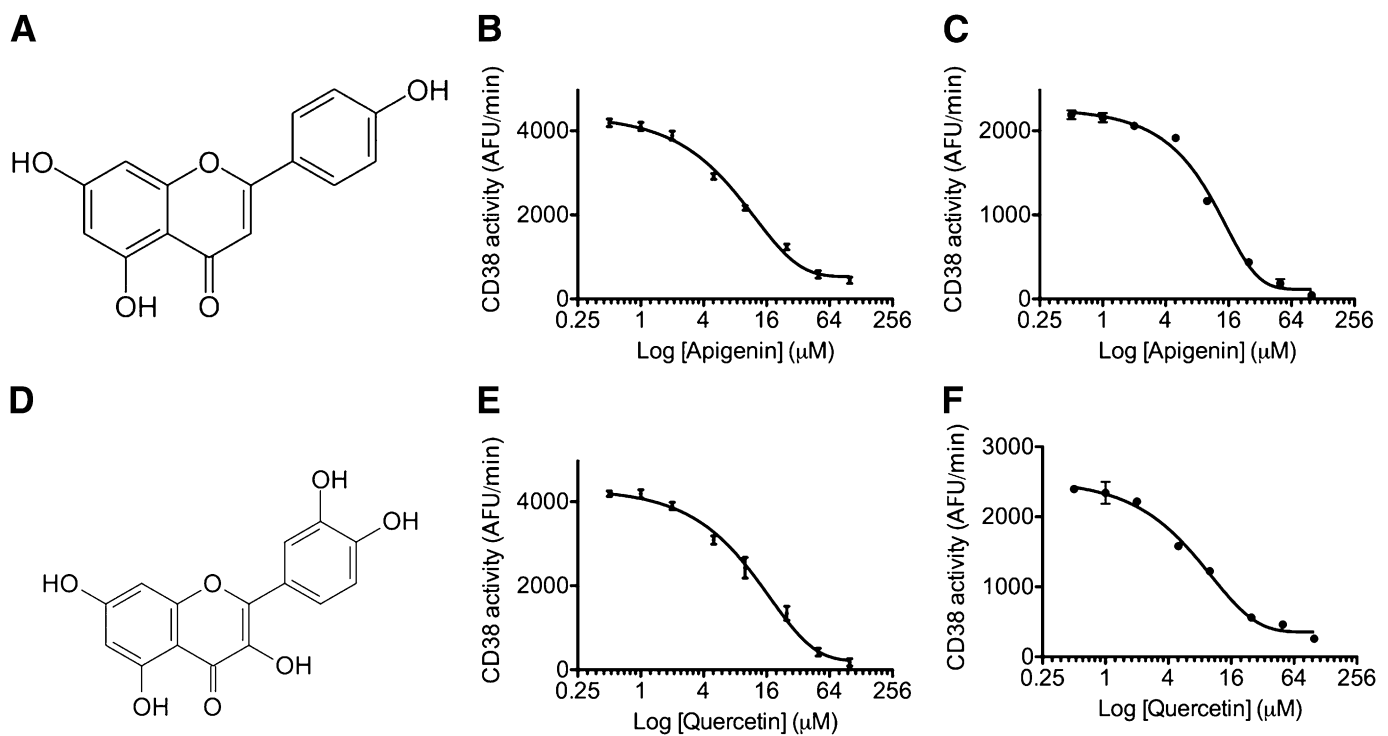 A
OH
HO
O
OH
O
B
CD38 activity (AFU/min)
4000
2000
0
0.25 1 4 16 64 256
Log [Apigenin] (μM)
C
CD38 activity (AFU/min)
2000
1000
0
0.25 1 4 16 64 256
Log [Apigenin] (μM)
D
OH
OH
HO
O
OH
OH
O
E
CD38 activity (AFU/min)
4000
2000
0
0.25 1 4 16 64 256
Log [Quercetin] (μM)
F
CD38 activity (AFU/min)
3000
2000
1000
0
0.25 1 4 16 64 256
Log [Quercetin] (μM)